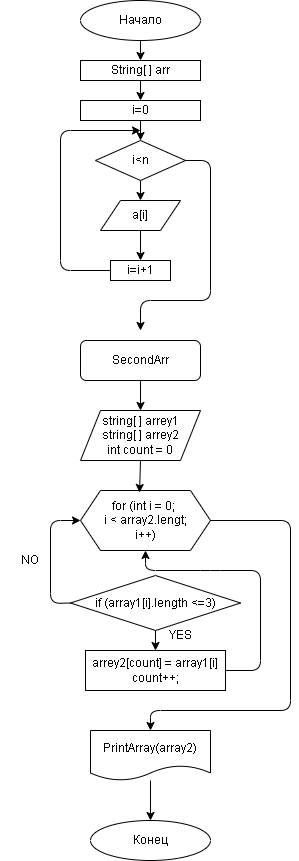 Начало
String[ ] arr
i=0
i<n
a[i]
i=i+1
SecondArr
string[ ] arrey1
string[ ] arrey2
int count = 0
for (int i = 0;
i < array2.lengt;
i++)
NO
if (array1[i].length <=3)
YES
arrey2[count] = array1[i]
count++;
PrintArray(array2)
Конец